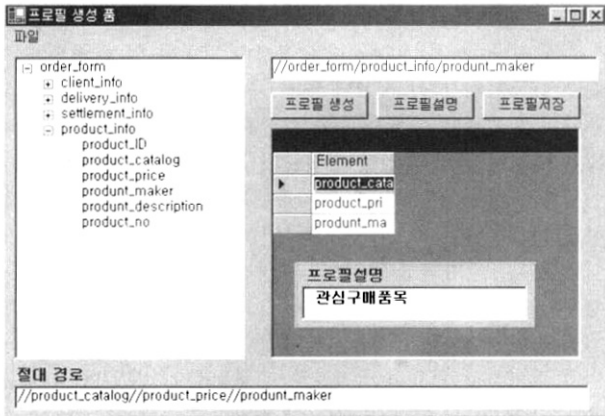 프로필 생성 폼
파일
order_form
client_info
delivery_info
settlement_info
product_info
product_ID
product_catalog
product_price
produnt_maker
produnt_description
product_no
//order_form/product_info/produnt_maker
프로필 생성
프로필설명
프로필저장
Element
product_cata
product_pri
produnt_ma
프로필설명
관심구매품목
절대 경로
//product_catalog//product_price//produnt_maker